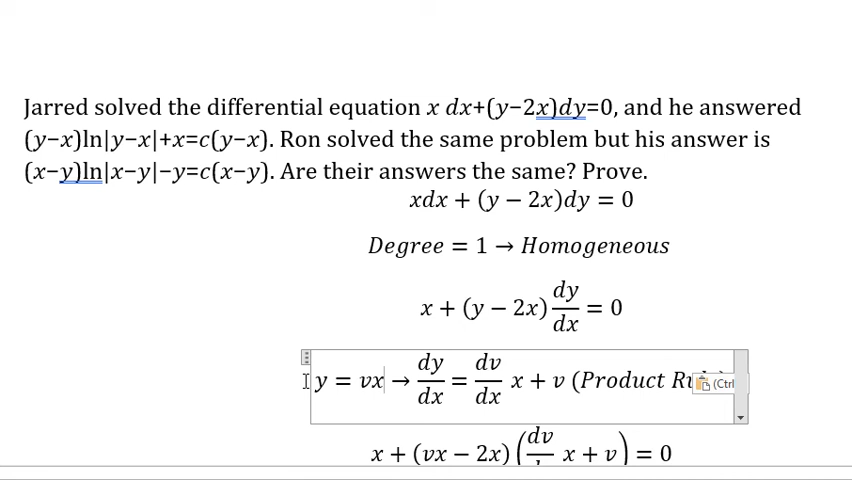 Jarred solved the differential equation x dx+(y−2x)dy=0, and he answered
(y−x)ln|y−x|+x=c(y−x). Ron solved the same problem but his answer is
(x−y)ln|x−y|−y=c(x−y). Are their answers the same? Prove.
xdx + (y − 2x)dy = 0
Degree = 1 → Homogeneous
x + (y − 2x) dy/dx = 0
y = vx → dy/dx = dv/dx x + v (Product
(Ctrl
x + (vx − 2x) (dv x + v) = 0